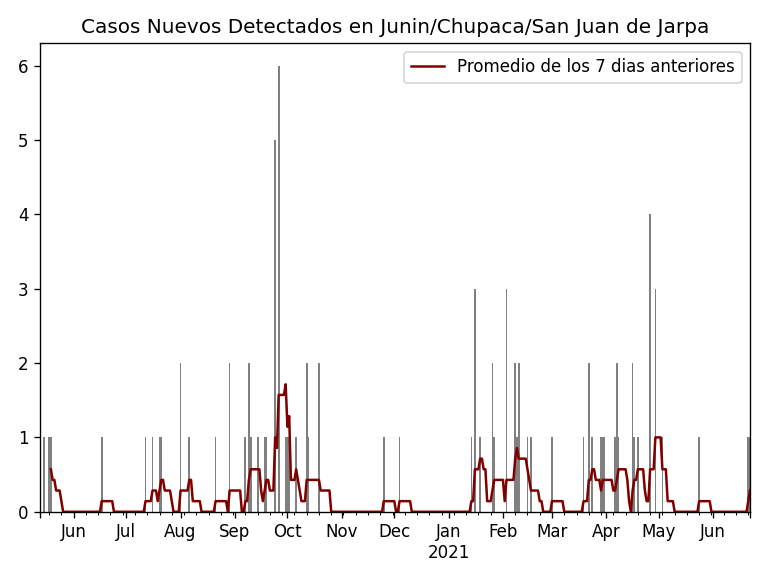 Casos Nuevos Detectados en Junin/Chupaca/San Juan de Jarpa
Promedio de los 7 dias anteriores
6
5
4
3
2
1
0
Jun Jul Aug Sep Oct Nov Dec Jan Feb Mar Apr May Jun
2021